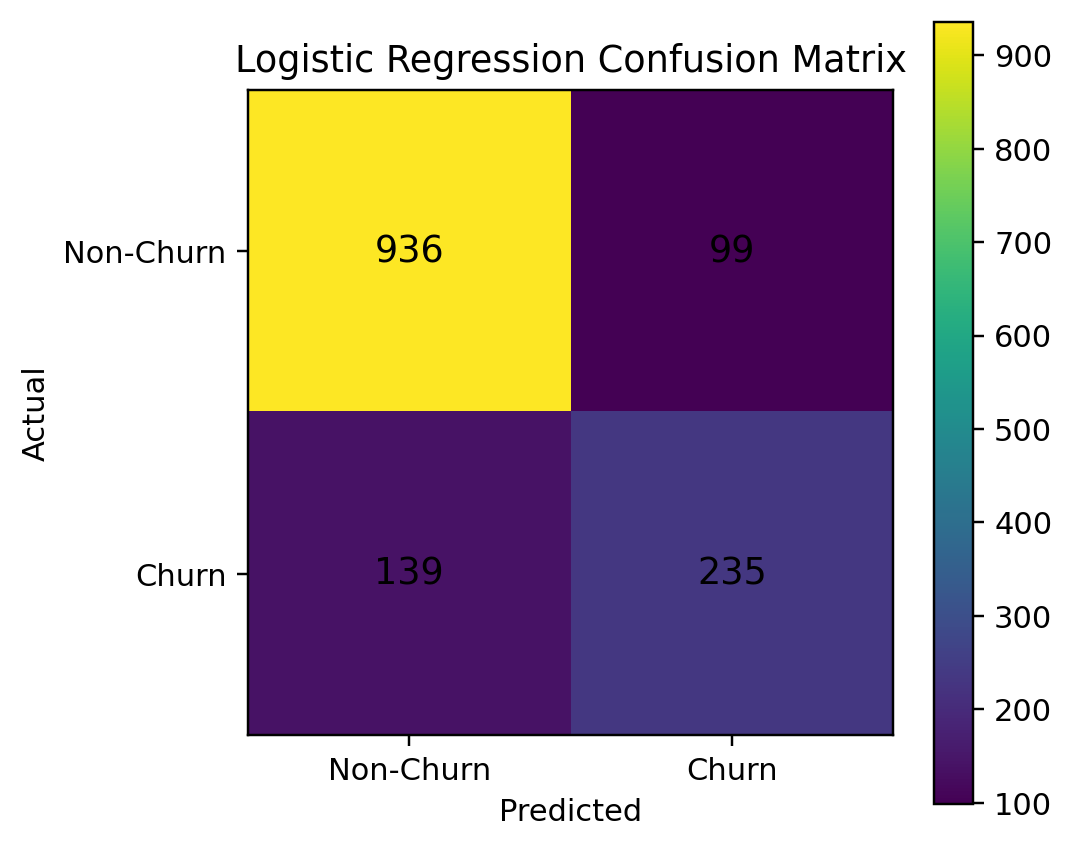 Logistic Regression Confusion Matrix
Actual
Non-Churn
Churn
936
99
139
235
Non-Churn
Churn
Predicted
900
800
700
600
500
400
300
200
100